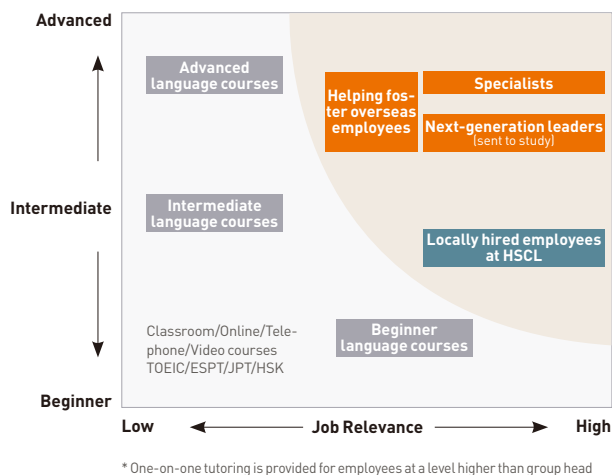 Advanced
Advanced
language courses
Helping fos-
ter overseas
employees
Specialists
Next-generation leaders
(sent to study)
Intermediate
Intermediate
language courses
Locally hired employees
at HSCL
Classroom/Online/Tele-
phone/Video courses
TOEIC/ESPT/JPT/HSK
Beginner
language courses
Beginner
Low
Job Relevance
High
* One-on-one tutoring is provided for employees at a level higher than group head